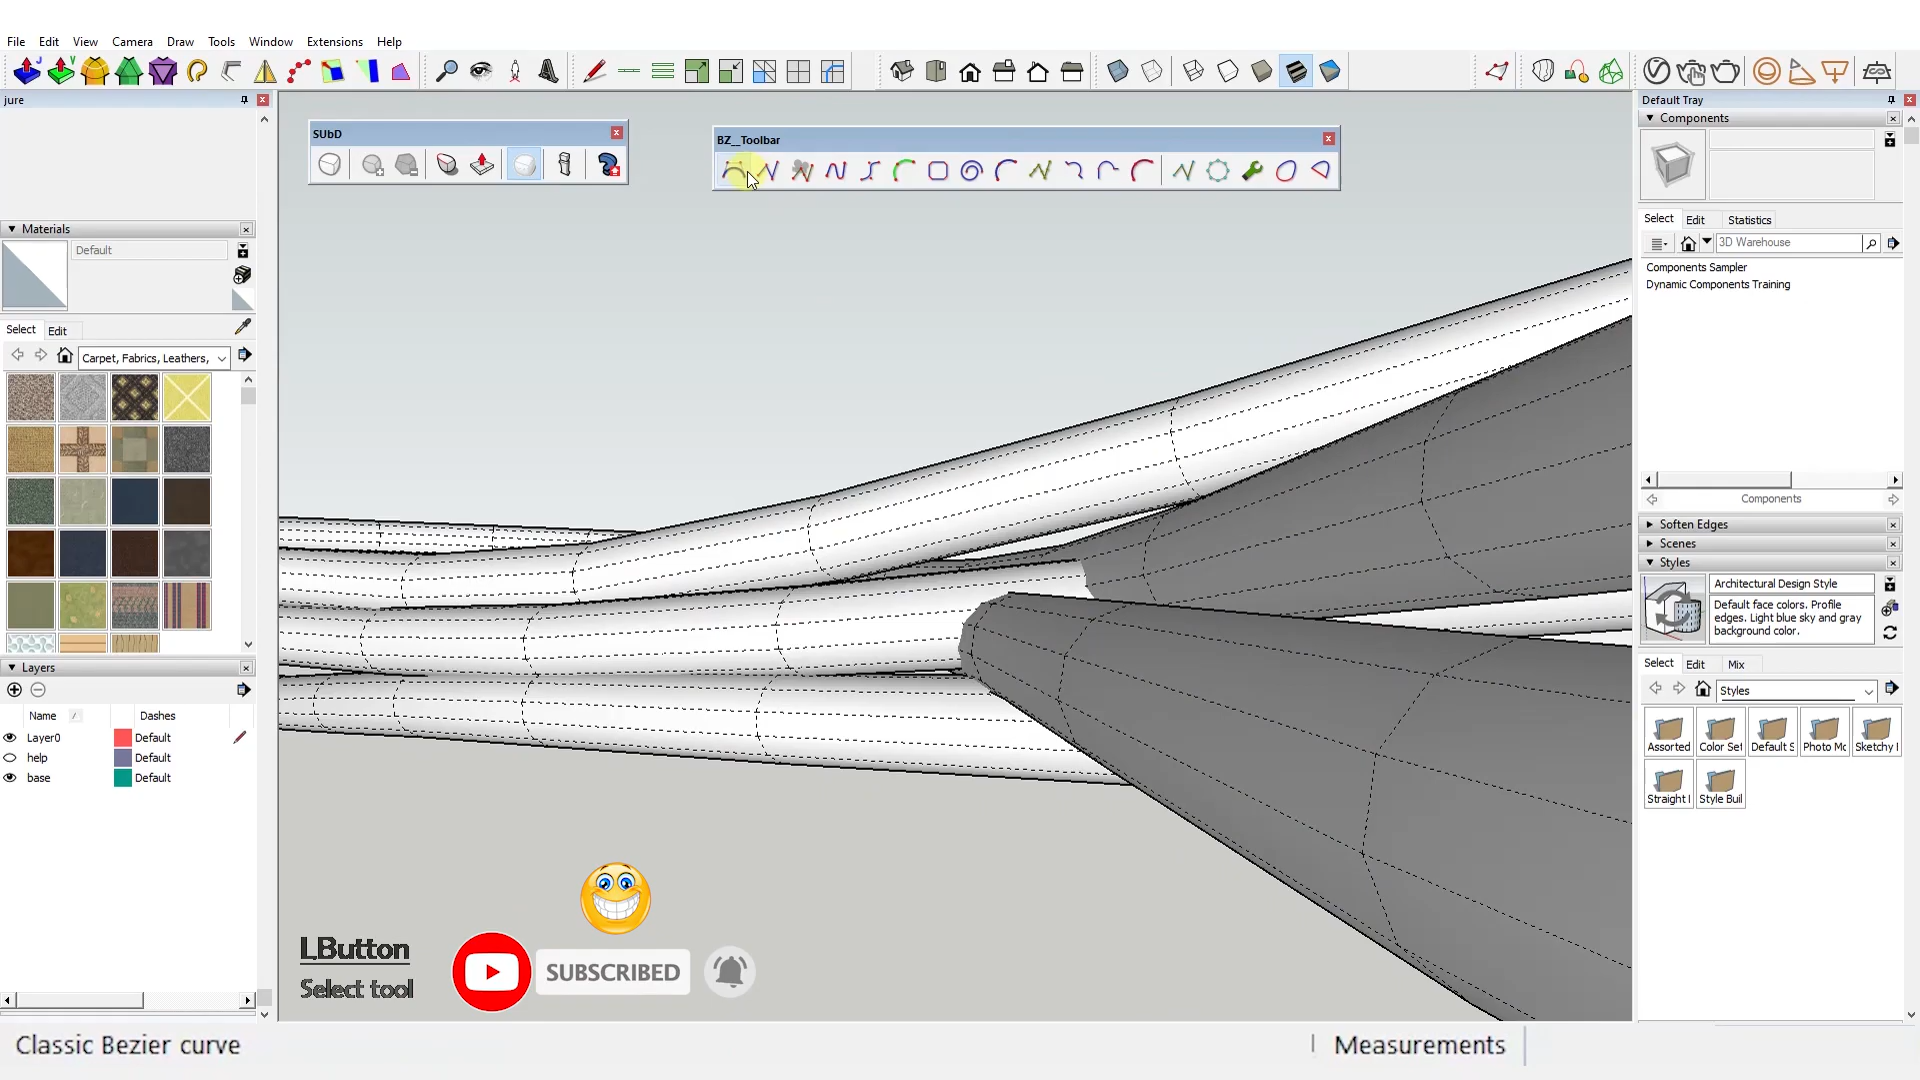 File Edit View Camera Draw Tools Window Extensions Help
jure
Default Tray
Components
SUbD
BZ__Toolbar
Materials
Default
Select Edit
Carpet, Fabrics, Leathers,
Select Edit Statistics
3D Warehouse
Components Sampler
Dynamic Components Training
Components
Soften Edges
Scenes
Styles
Architectural Design Style
Default face colors. Profile
edges. Light blue sky and gray
background color.
Select Edit Mix
Styles
Assorted Color Set Default S Photo Mo Sketchy I
Straight l Style Buil
Layers
Name Dashes
Layer0 Default
help Default
base Default
LButton
Select tool
SUBSCRIBED
Classic Bezier curve
Measurements